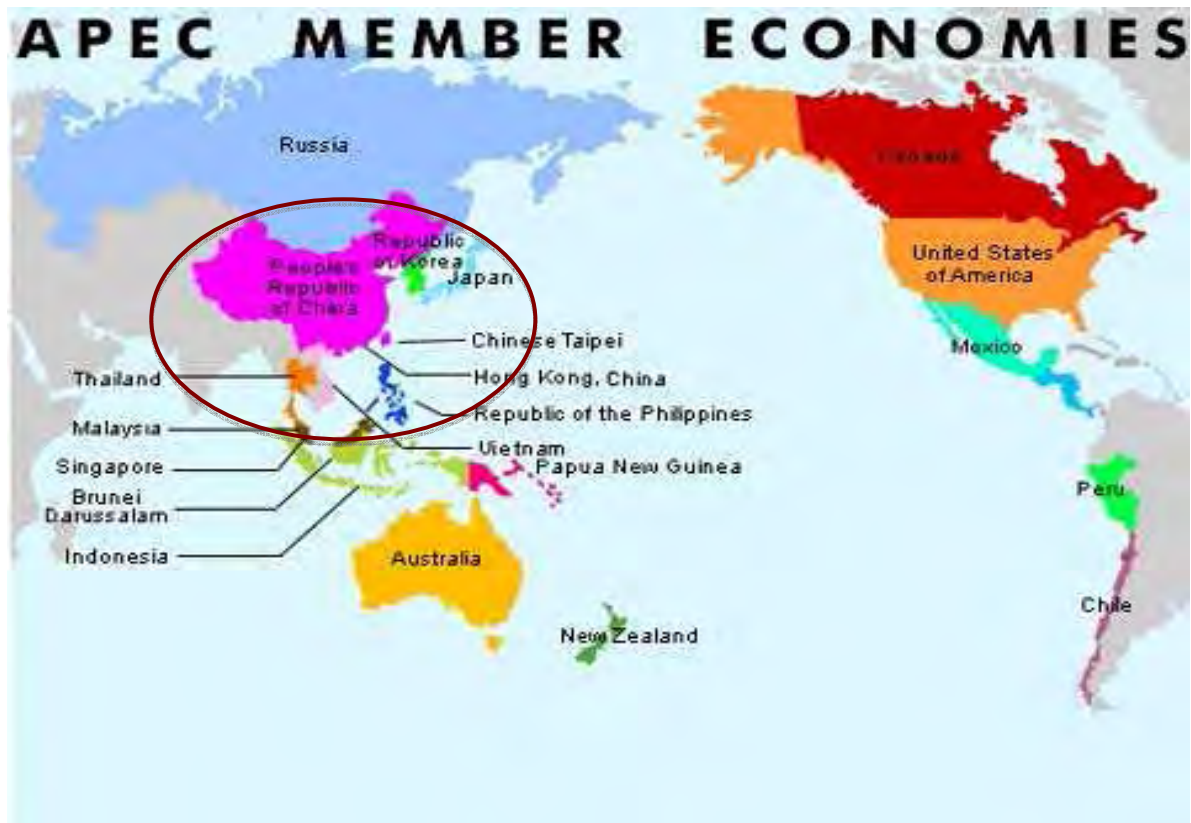 APEC MEMBER ECONOMIES
Russia
Canada
Republic
of Korea
People's
Republic
of China
Japan
United States
of America
Mexico
Chinese Taipei
Thailand
Hong Kong, China
Republic of the Philippines
Malaysia
Vietnam
Singapore
Papua New Guinea
Brunei
Darussalam
Peru
Indonesia
Australia
Chile
New Zealand